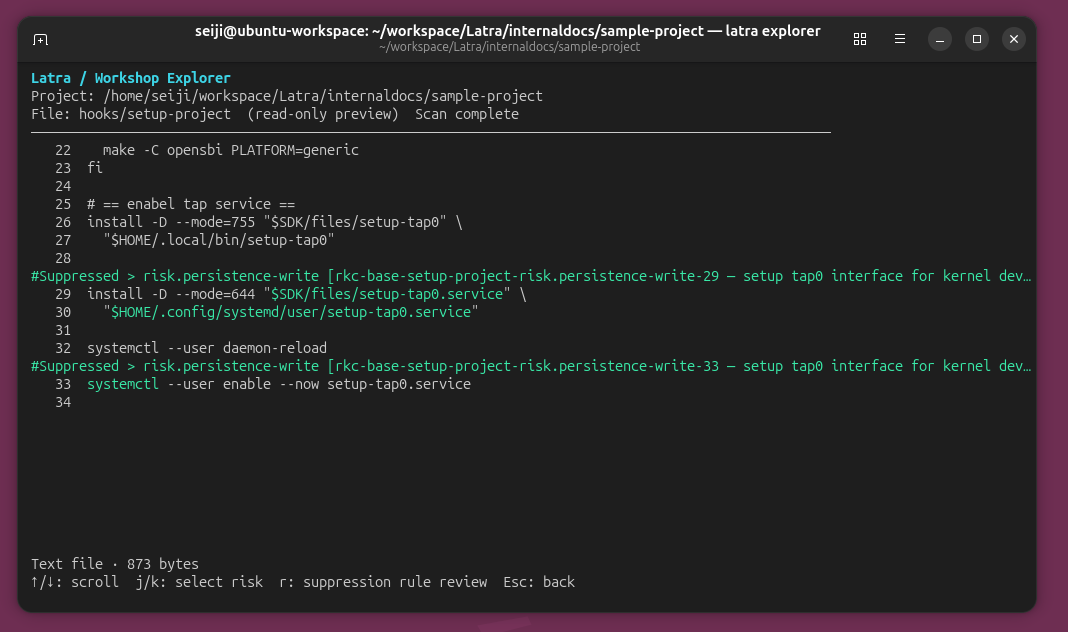 seiji@ubuntu-workspace: ~/workspace/Latra/internaldocs/sample-project — latra explorer
~/workspace/Latra/internaldocs/sample-project
Latra / Workshop Explorer
Project: /home/seiji/workspace/Latra/internaldocs/sample-project
File: hooks/setup-project  (read-only preview)  Scan complete
22    make -C opensbi PLATFORM=generic
23  fi
24
25  # == enabel tap service ==
26  install -D --mode=755 "$SDK/files/setup-tap0" \
27    "$HOME/.local/bin/setup-tap0"
28
#Suppressed > risk.persistence-write [rkc-base-setup-project-risk.persistence-write-29 — setup tap0 interface for kernel dev…
29  install -D --mode=644 "$SDK/files/setup-tap0.service" \
30    "$HOME/.config/systemd/user/setup-tap0.service"
31
32  systemctl --user daemon-reload
#Suppressed > risk.persistence-write [rkc-base-setup-project-risk.persistence-write-33 — setup tap0 interface for kernel dev…
33  systemctl --user enable --now setup-tap0.service
34
Text file · 873 bytes
↑/↓: scroll  j/k: select risk  r: suppression rule review  Esc: back